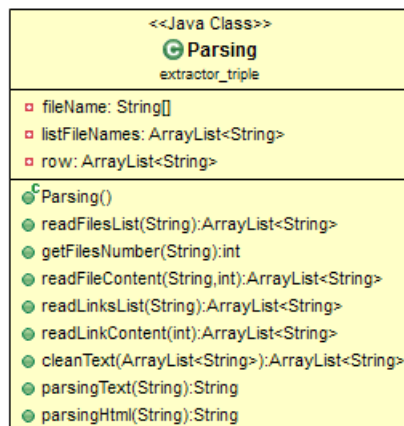 <<Java Class>>
C Parsing
extractor_triple
fileName: String[]
listFileNames: ArrayList<String>
row: ArrayList<String>
C Parsing()
readFilesList(String):ArrayList<String>
getFilesNumber(String):int
readFileContent(String,int):ArrayList<String>
readLinksList(String):ArrayList<String>
readLinkContent(int):ArrayList<String>
cleanText(ArrayList<String>):ArrayList<String>
parsingText(String):String
parsingHtml(String):String